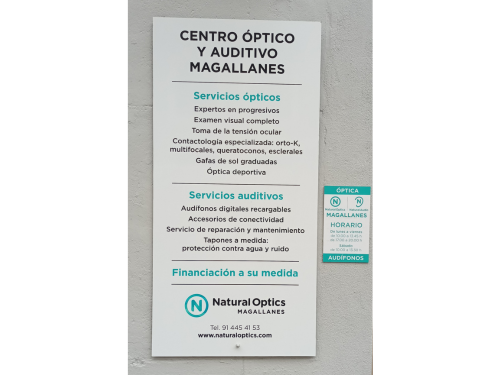 CENTRO ÓPTICO
Y AUDITIVO
MAGALLANES
Servicios ópticos
Expertos en progresivos
Examen visual completo
Toma de la tensión ocular
Contactología especializada: orto-K,
multifocales, queratoconos, esclerales
Gafas de sol graduadas
Óptica deportiva
Servicios auditivos
Audífonos digitales recargables
Accesorios de conectividad
Servicio de reparación y mantenimiento
Tapones a medida:
protección contra agua y ruido
Financiación a su medida
N Natural Optics
MAGALLANES
Tel. 91 445 41 53
www.naturaloptics.com
ÓPTICA
MAGALLANES
HORARIO
De lunes a viernes
AUDÍFONOS